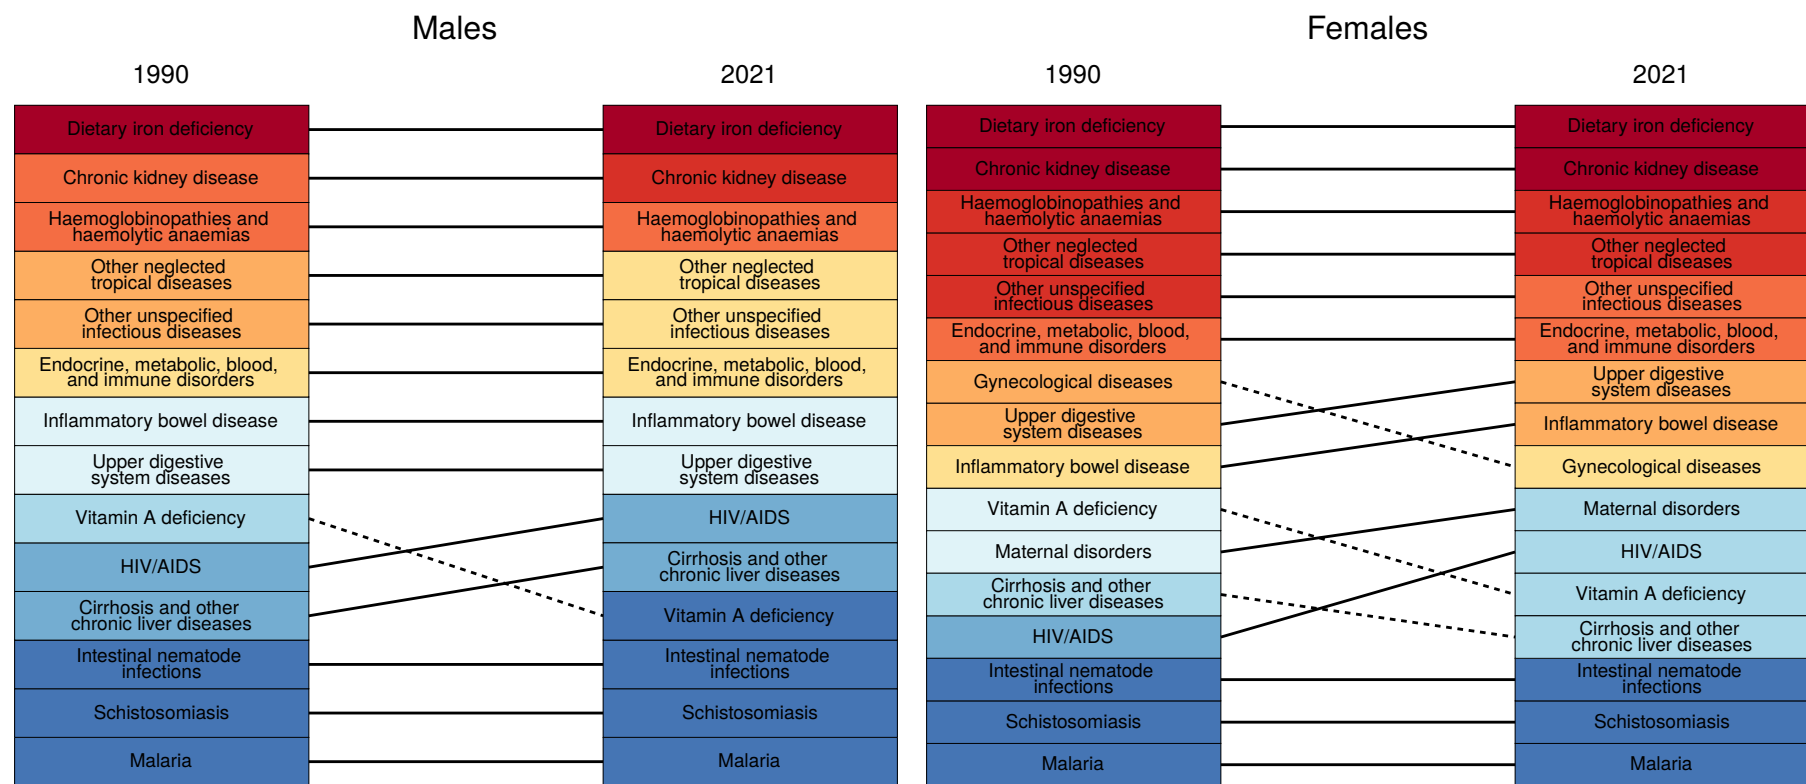 Males
1990
2021
Dietary iron deficiency
Chronic kidney disease
Haemoglobinopathies and
haemolytic anaemias
Other neglected
tropical diseases
Other unspecified
infectious diseases
Endocrine, metabolic, blood,
and immune disorders
Inflammatory bowel disease
Upper digestive
system diseases
Vitamin A deficiency
HIV/AIDS
Cirrhosis and other
chronic liver diseases
Intestinal nematode
infections
Schistosomiasis
Malaria
Dietary iron deficiency
Chronic kidney disease
Haemoglobinopathies and
haemolytic anaemias
Other neglected
tropical diseases
Other unspecified
infectious diseases
Endocrine, metabolic, blood,
and immune disorders
Inflammatory bowel disease
Upper digestive
system diseases
HIV/AIDS
Cirrhosis and other
chronic liver diseases
Vitamin A deficiency
Intestinal nematode
infections
Schistosomiasis
Malaria
Females
1990
2021
Dietary iron deficiency
Chronic kidney disease
Haemoglobinopathies and
haemolytic anaemias
Other neglected
tropical diseases
Other unspecified
infectious diseases
Endocrine, metabolic, blood,
and immune disorders
Gynecological diseases
Upper digestive
system diseases
Inflammatory bowel disease
Vitamin A deficiency
Maternal disorders
Cirrhosis and other
chronic liver diseases
HIV/AIDS
Intestinal nematode
infections
Schistosomiasis
Malaria
Dietary iron deficiency
Chronic kidney disease
Haemoglobinopathies and
haemolytic anaemias
Other neglected
tropical diseases
Other unspecified
infectious diseases
Endocrine, metabolic, blood,
and immune disorders
Upper digestive
system diseases
Inflammatory bowel disease
Gynecological diseases
Maternal disorders
HIV/AIDS
Vitamin A deficiency
Cirrhosis and other
chronic liver diseases
Intestinal nematode
infections
Schistosomiasis
Malaria